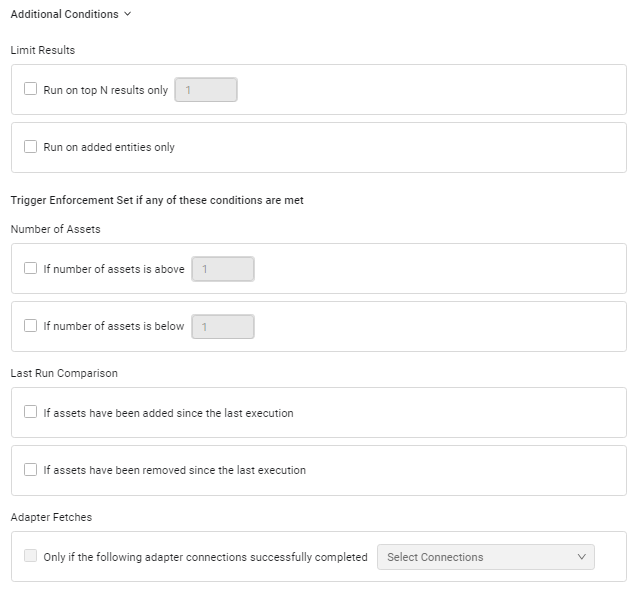 Additional Conditions
Limit Results
Run on top N results only 1
Run on added entities only
Trigger Enforcement Set if any of these conditions are met
Number of Assets
If number of assets is above 1
If number of assets is below 1
Last Run Comparison
If assets have been added since the last execution
If assets have been removed since the last execution
Adapter Fetches
Only if the following adapter connections successfully completed Select Connections